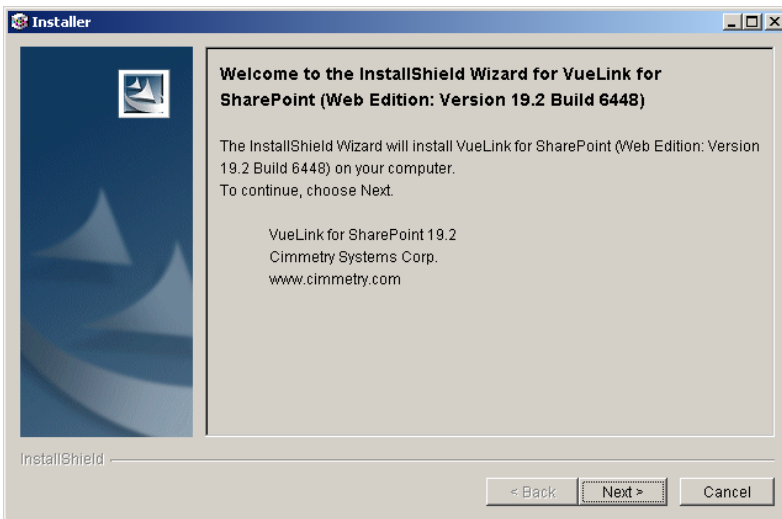 Installer
Welcome to the InstallShield Wizard for VueLink for
SharePoint (Web Edition: Version 19.2 Build 6448)
The InstallShield Wizard will install VueLink for SharePoint (Web Edition: Version
19.2 Build 6448) on your computer.
To continue, choose Next.
VueLink for SharePoint 19.2
Cimmetry Systems Corp.
www.cimmetry.com
InstallShield
< Back Next > Cancel